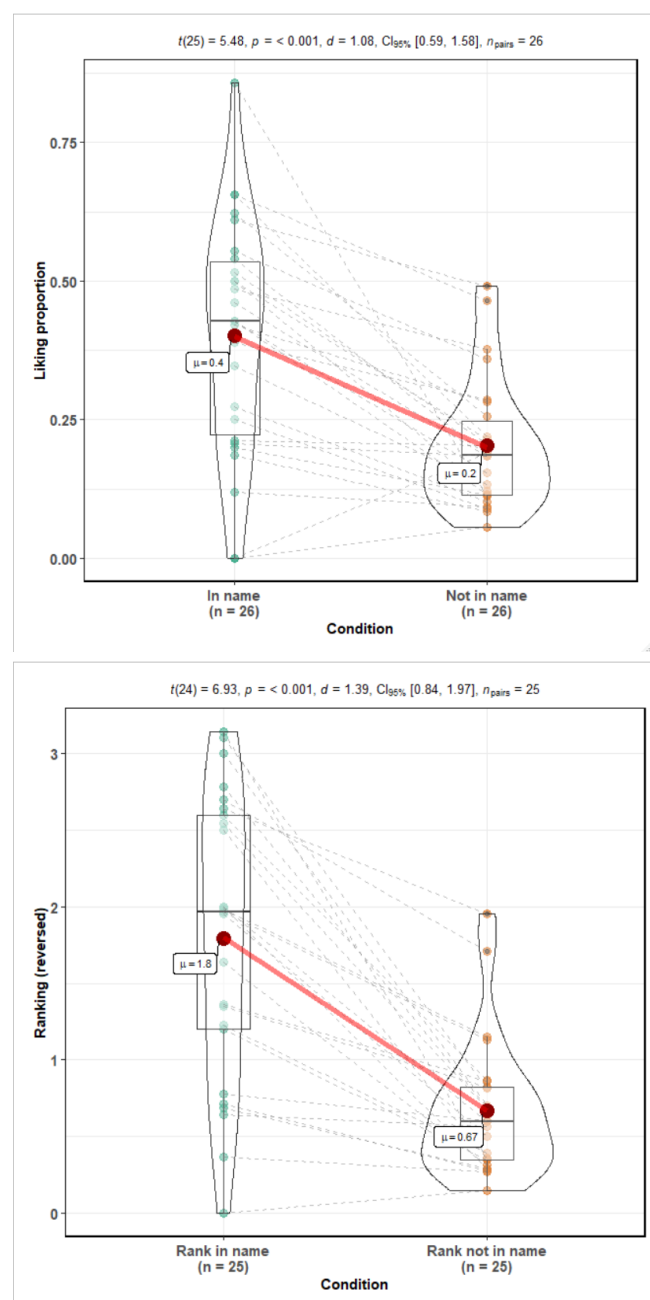 t(25) = 5.48, p = < 0.001, d = 1.08, CI95% [0.59, 1.58], npairs = 26
Liking proportion
0.75
0.50
0.25
0.00
μ = 0.4
μ = 0.2
In name
(n = 26)
Not in name
(n = 26)
Condition
t(24) = 6.93, p = < 0.001, d = 1.39, CI95% [0.84, 1.97], npairs = 25
Ranking (reversed)
3
2
1
0
μ = 1.8
μ = 0.67
Rank in name
(n = 25)
Rank not in name
(n = 25)
Condition